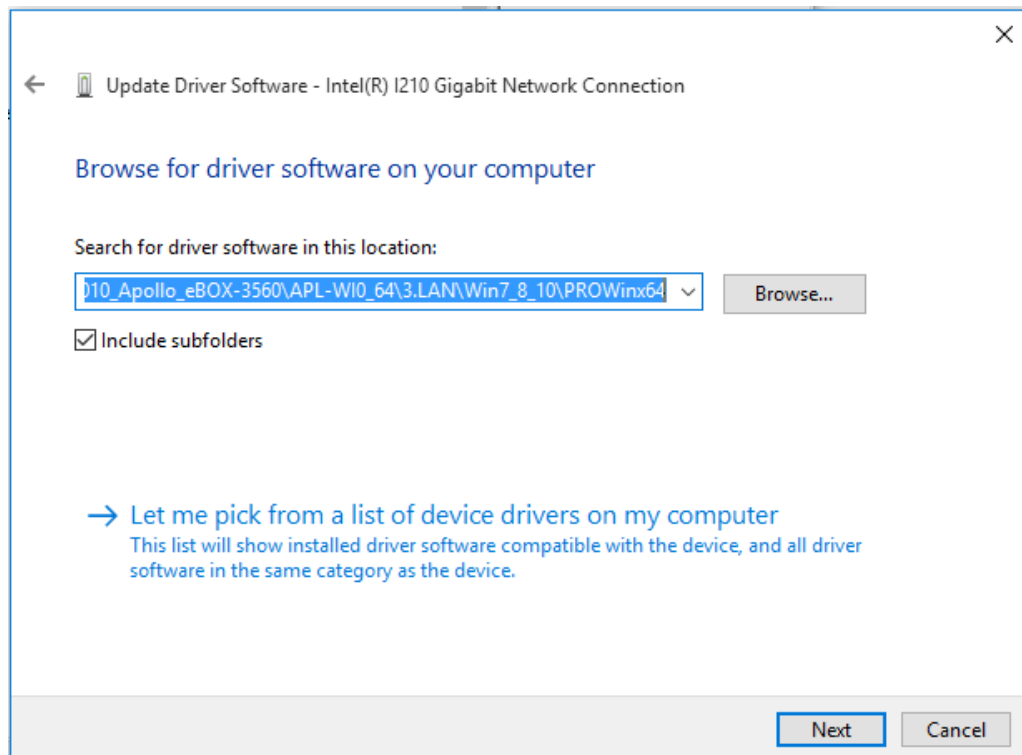 Update Driver Software - Intel(R) I210 Gigabit Network Connection
Browse for driver software on your computer
Search for driver software in this location:
010_Apollo_eBOX-3560\APL-WI0_64\3.LAN\Win7_8_10\PROWinx64
Browse...
Include subfolders
Let me pick from a list of device drivers on my computer
This list will show installed driver software compatible with the device, and all driver
software in the same category as the device.
Next
Cancel